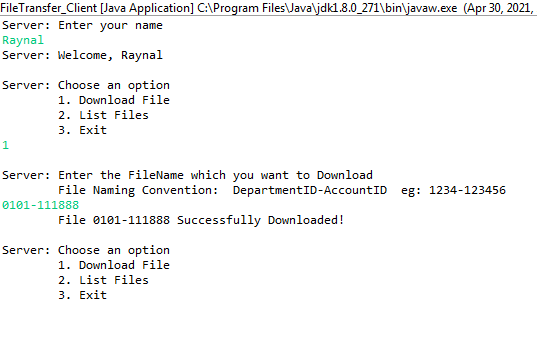 FileTransfer_Client [Java Application] C:\Program Files\Java\jdk1.8.0_271\bin\javaw.exe (Apr 30, 2021,
Server: Enter your name
Raynal
Server: Welcome, Raynal
Server: Choose an option
1. Download File
2. List Files
3. Exit
1
Server: Enter the FileName which you want to Download
File Naming Convention:  DepartmentID-AccountID  eg: 1234-123456
0101-111888
File 0101-111888 Successfully Downloaded!
Server: Choose an option
1. Download File
2. List Files
3. Exit